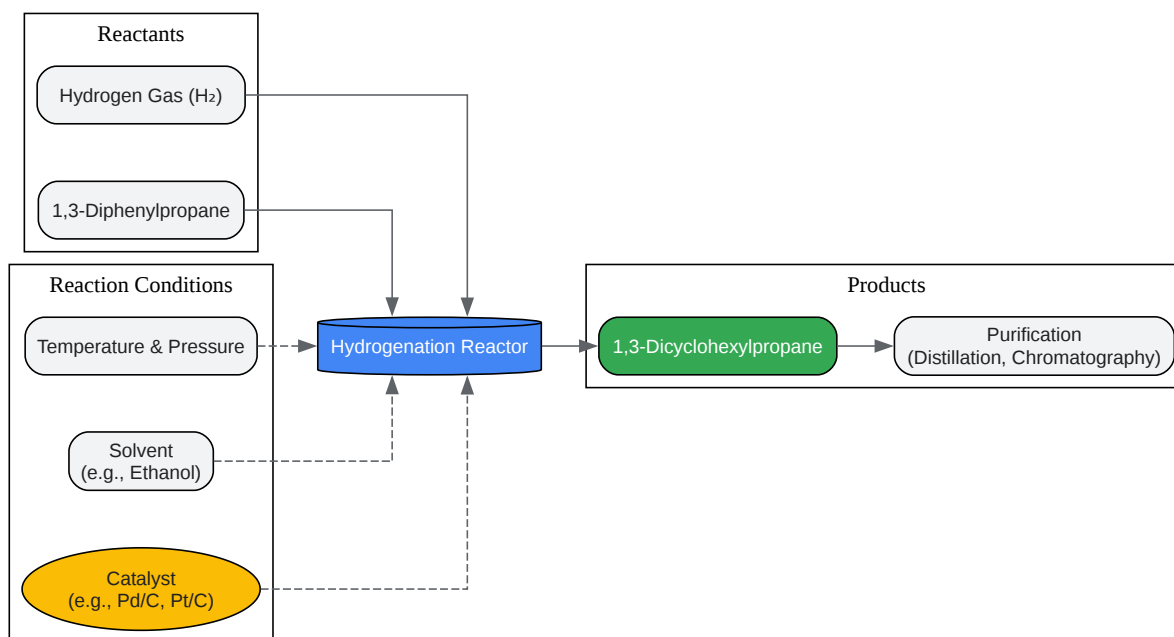 Reactants
Hydrogen Gas (H₂)
1,3-Diphenylpropane
Reaction Conditions
Temperature & Pressure
Solvent
(e.g., Ethanol)
Catalyst
(e.g., Pd/C, Pt/C)
Hydrogenation Reactor
Products
1,3-Dicyclohexylpropane
Purification
(Distillation, Chromatography)